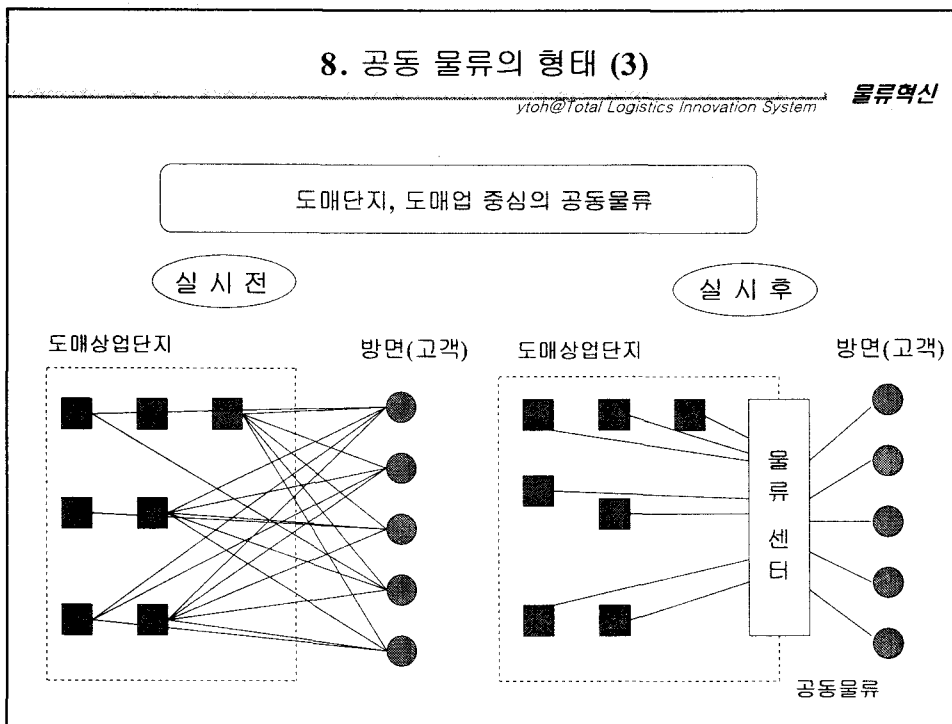 8. 공동 물류의 형태 (3)
ytoh@Total Logistics Innovation System
물류혁신
도매단지, 도매업 중심의 공동물류
실 시 전
실 시 후
도매상업단지
방면(고객)
도매상업단지
방면(고객)
물류 센터
공동물류